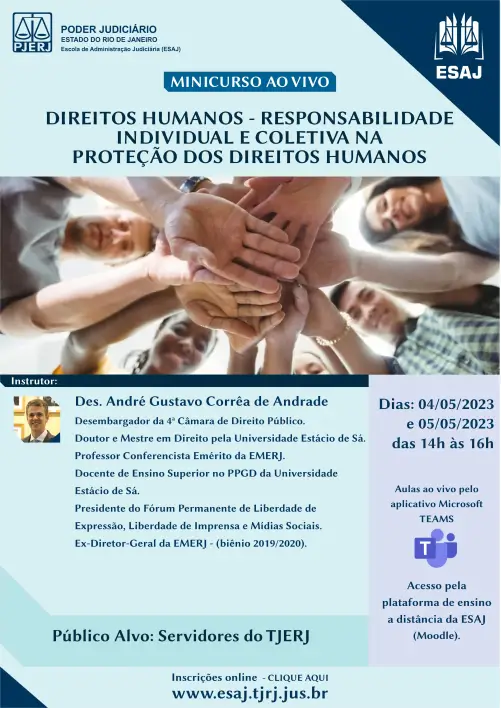 PJERJ
PODER JUDICIÁRIO
ESTADO DO RIO DE JANEIRO
Escola de Administração Judiciária (ESAJ)
ESAJ
MINICURSO AO VIVO
DIREITOS HUMANOS - RESPONSABILIDADE
INDIVIDUAL E COLETIVA NA
PROTEÇÃO DOS DIREITOS HUMANOS
Instrutor:
Des. André Gustavo Corrêa de Andrade
Desembargador da 4ª Câmara de Direito Público.
Doutor e Mestre em Direito pela Universidade Estácio de Sá.
Professor Conferencista Emérito da EMERJ.
Docente de Ensino Superior no PPGD da Universidade
Estácio de Sá.
Presidente do Fórum Permanente de Liberdade de
Expressão, Liberdade de Imprensa e Mídias Sociais.
Ex-Diretor-Geral da EMERJ - (biênio 2019/2020).
Dias: 04/05/2023
e 05/05/2023
das 14h às 16h
Aulas ao vivo pelo
aplicativo Microsoft
TEAMS
T
Acesso pela
plataforma de ensino
a distância da ESAJ
(Moodle).
Público Alvo: Servidores do TJERJ
Inscrições online - CLIQUE AQUI
www.esaj.tjrj.jus.br